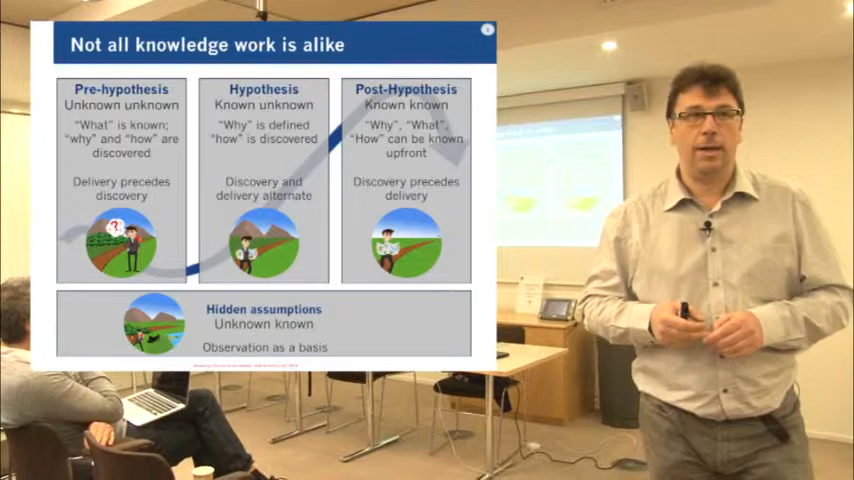 Not all knowledge work is alike
Pre-hypothesis
Unknown unknown
"What" is known;
"why" and "how" are
discovered
Delivery precedes
discovery
?
Hypothesis
Known unknown
"Why" is defined
"how" is discovered
Discovery and
delivery alternate
Post-Hypothesis
Known known
"Why", "What",
"How" can be known
upfront
Discovery precedes
delivery
Hidden assumptions
Unknown known
Observation as a basis